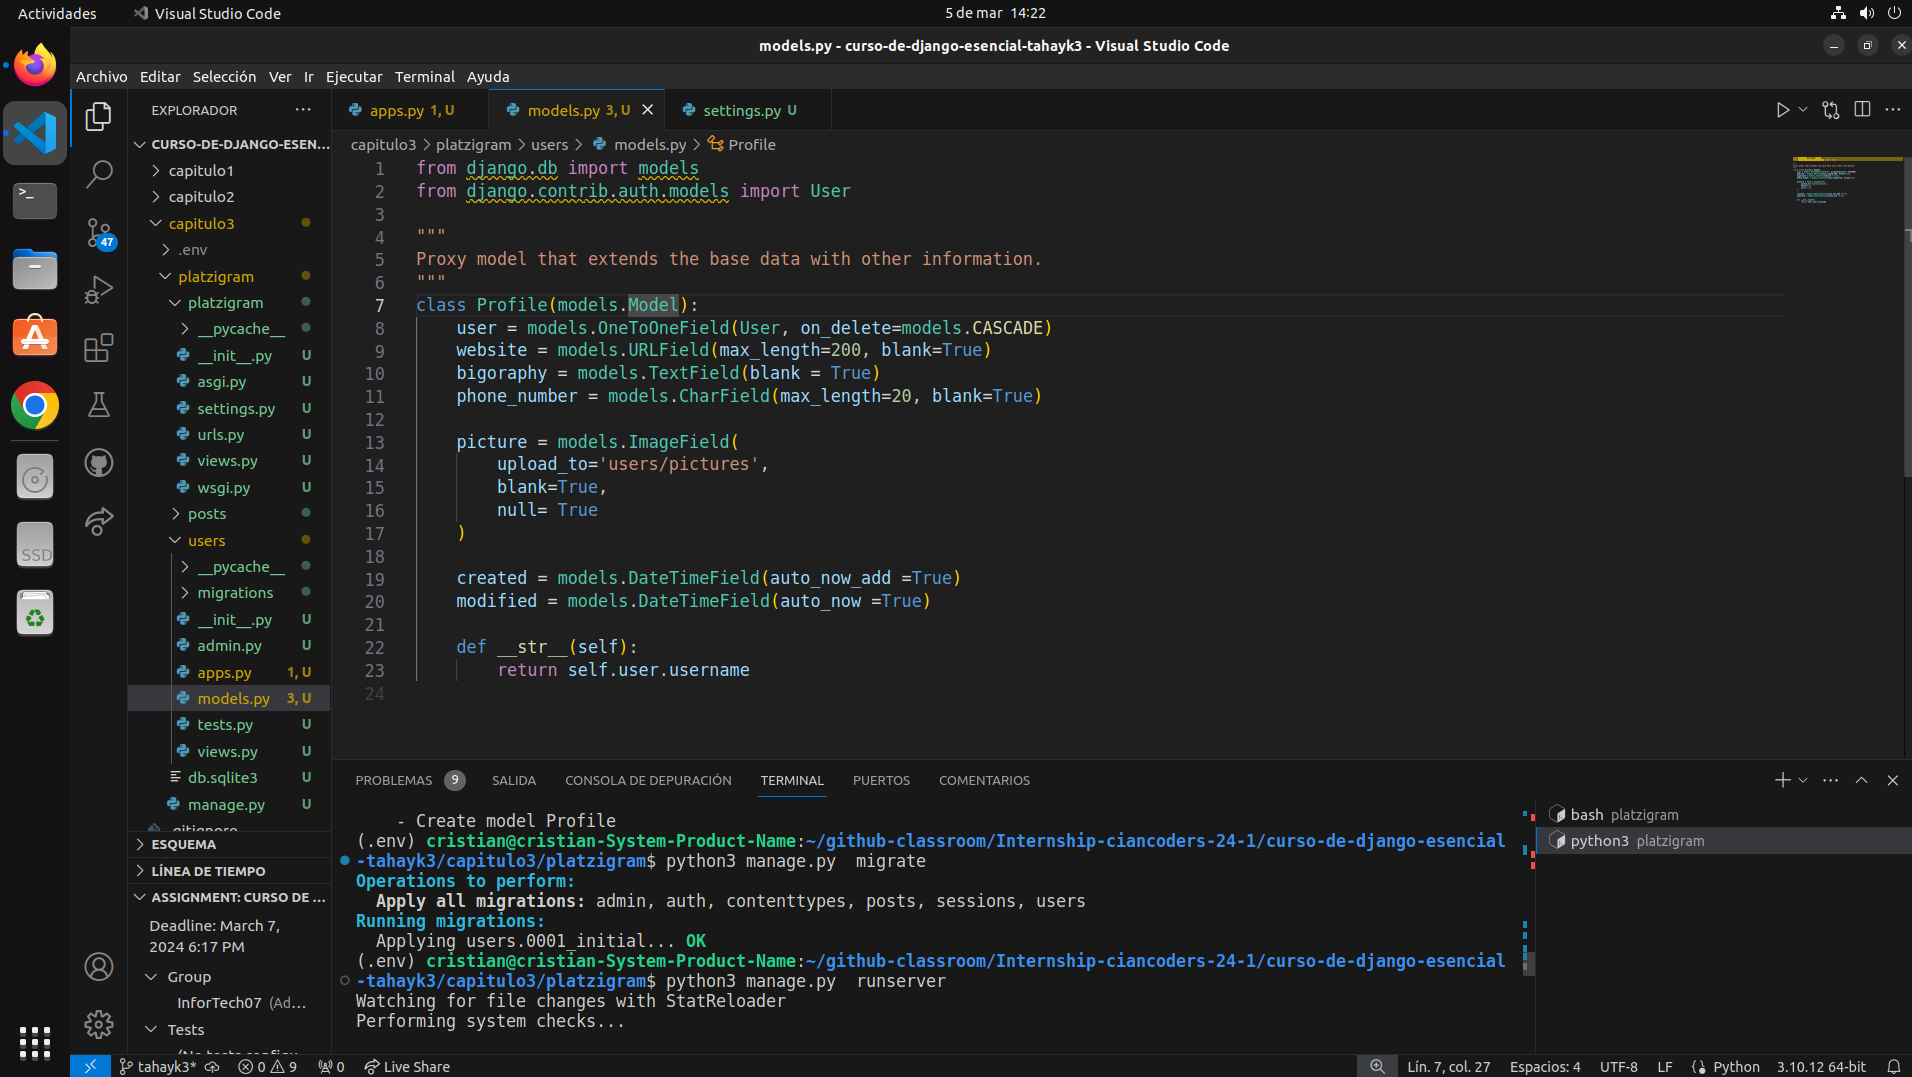 Actividades
Visual Studio Code
5 de mar 14:22
models.py - curso-de-django-esencial-tahayk3 - Visual Studio Code
Archivo Editar Selección Ver Ir Ejecutar Terminal Ayuda
EXPLORADOR
CURSO-DE-DJANGO-ESEN...
capitulo1
capitulo2
capitulo3
.env
platzigram
platzigram
__pycache__
__init__.py U
asgi.py U
settings.py U
urls.py U
views.py U
wsgi.py U
posts
users
__pycache__
migrations
__init__.py U
admin.py U
apps.py 1, U
models.py 3, U
tests.py U
views.py U
db.sqlite3 U
manage.py U
.gitignore
ESQUEMA
LÍNEA DE TIEMPO
ASSIGNMENT: CURSO DE ...
Deadline: March 7,
2024 6:17 PM
Group
InforTech07 (Ad...
Tests
47
SSD
apps.py 1, U
models.py 3, U
settings.py U
capitulo3 > platzigram > users > models.py > Profile
1 from django.db import models
2 from django.contrib.auth.models import User
3
4 """
5 Proxy model that extends the base data with other information.
6 """
7 class Profile(models.Model):
8 user = models.OneToOneField(User, on_delete=models.CASCADE)
9 website = models.URLField(max_length=200, blank=True)
10 bigoraphy = models.TextField(blank = True)
11 phone_number = models.CharField(max_length=20, blank=True)
12
13 picture = models.ImageField(
14 upload_to='users/pictures',
15 blank=True,
16 null= True
17 )
18
19 created = models.DateTimeField(auto_now_add =True)
20 modified = models.DateTimeField(auto_now =True)
21
22 def __str__(self):
23 return self.user.username
24
PROBLEMAS 9 SALIDA CONSOLA DE DEPURACIÓN TERMINAL PUERTOS COMENTARIOS
- Create model Profile
(.env) cristian@cristian-System-Product-Name:~/github-classroom/Internship-ciancoders-24-1/curso-de-django-esencial
-tahayk3/capitulo3/platzigram$ python3 manage.py  migrate
Operations to perform:
Apply all migrations: admin, auth, contenttypes, posts, sessions, users
Running migrations:
Applying users.0001_initial... OK
(.env) cristian@cristian-System-Product-Name:~/github-classroom/Internship-ciancoders-24-1/curso-de-django-esencial
-tahayk3/capitulo3/platzigram$ python3 manage.py  runserver
Watching for file changes with StatReloader
Performing system checks...
bash platzigram
python3 platzigram
tahayk3* 0 9 0 Live Share
Lín. 7, col. 27 Espacios: 4 UTF-8 LF Python 3.10.12 64-bit